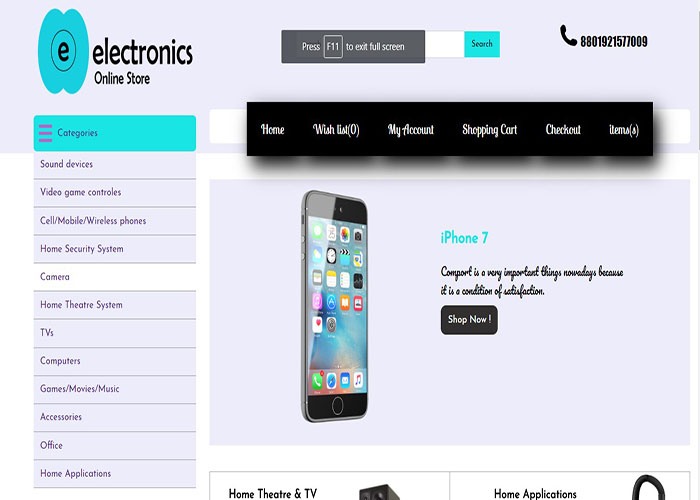 e electronics
Online Store
Press F11 to exit full screen
Search
8801921577009
Home Wish list(0) My Account Shopping Cart Checkout items(s)
Categories
Sound devices
Video game controles
Cell/Mobile/Wireless phones
Home Security System
Camera
Home Theatre System
TVs
Computers
Games/Movies/Music
Accessories
Office
Home Applications
iPhone 7
Comport is a very important things nowadays because
it is a condition of satisfaction.
Shop Now !
Home Theatre & TV
Home Applications